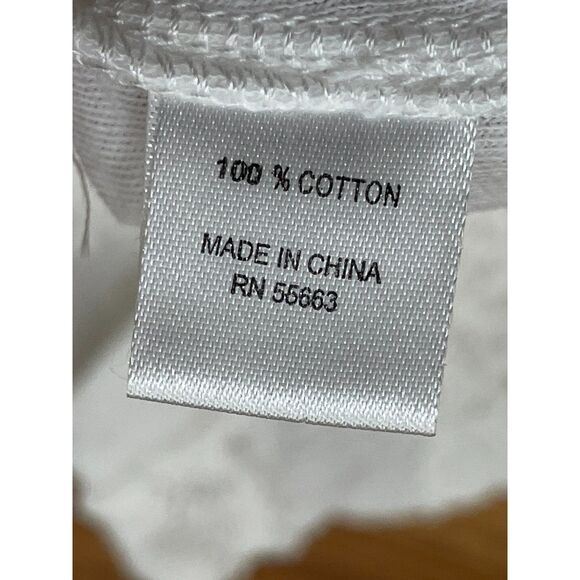 100 % COTTON
MADE IN CHINA
RN 55663